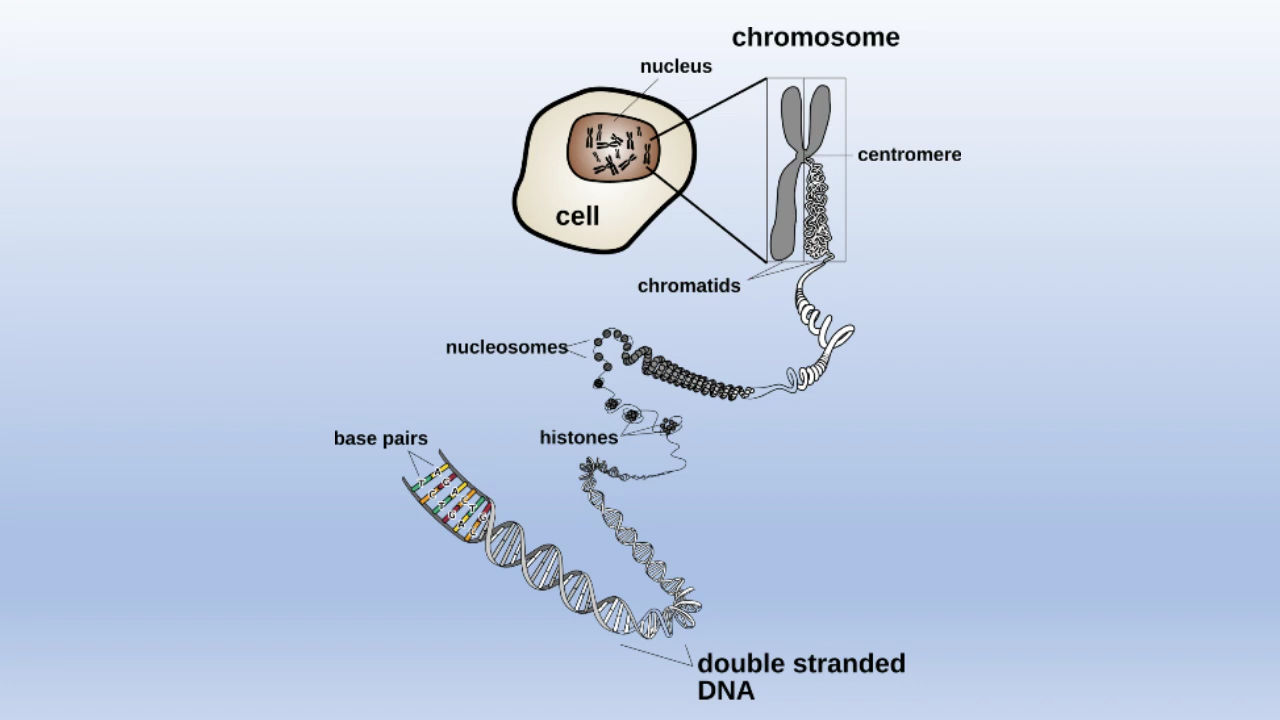 chromosome
nucleus
centromere
cell
chromatids
nucleosomes
histones
base pairs
double stranded
DNA